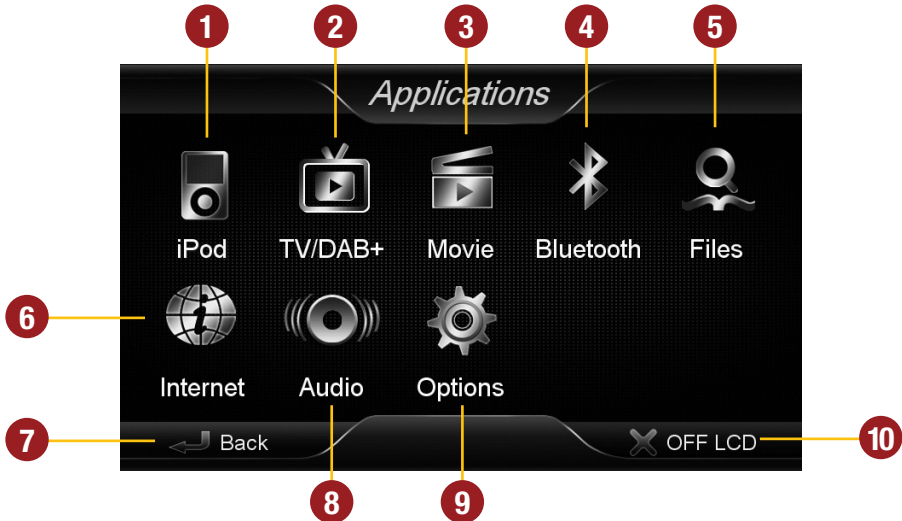 1 2 3 4 5
Applications
iPod TV/DAB+ Movie Bluetooth Files
6
i
Internet Audio Options
7 Back OFF LCD 10
8 9